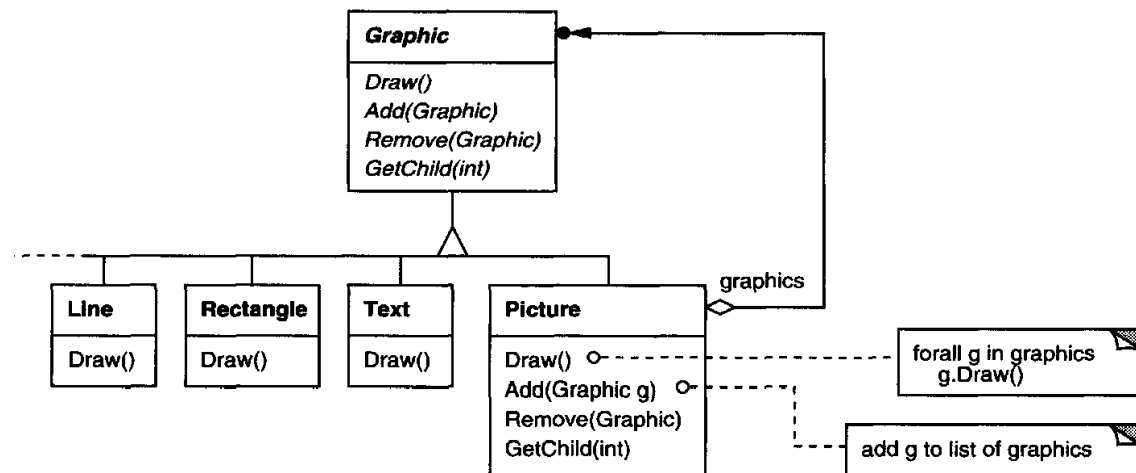 Graphic
Draw()
Add(Graphic)
Remove(Graphic)
GetChild(int)
graphics
Line
Draw()
Rectangle
Draw()
Text
Draw()
Picture
Draw()
Add(Graphic g)
Remove(Graphic)
GetChild(int)
forall g in graphics
g.Draw()
add g to list of graphics